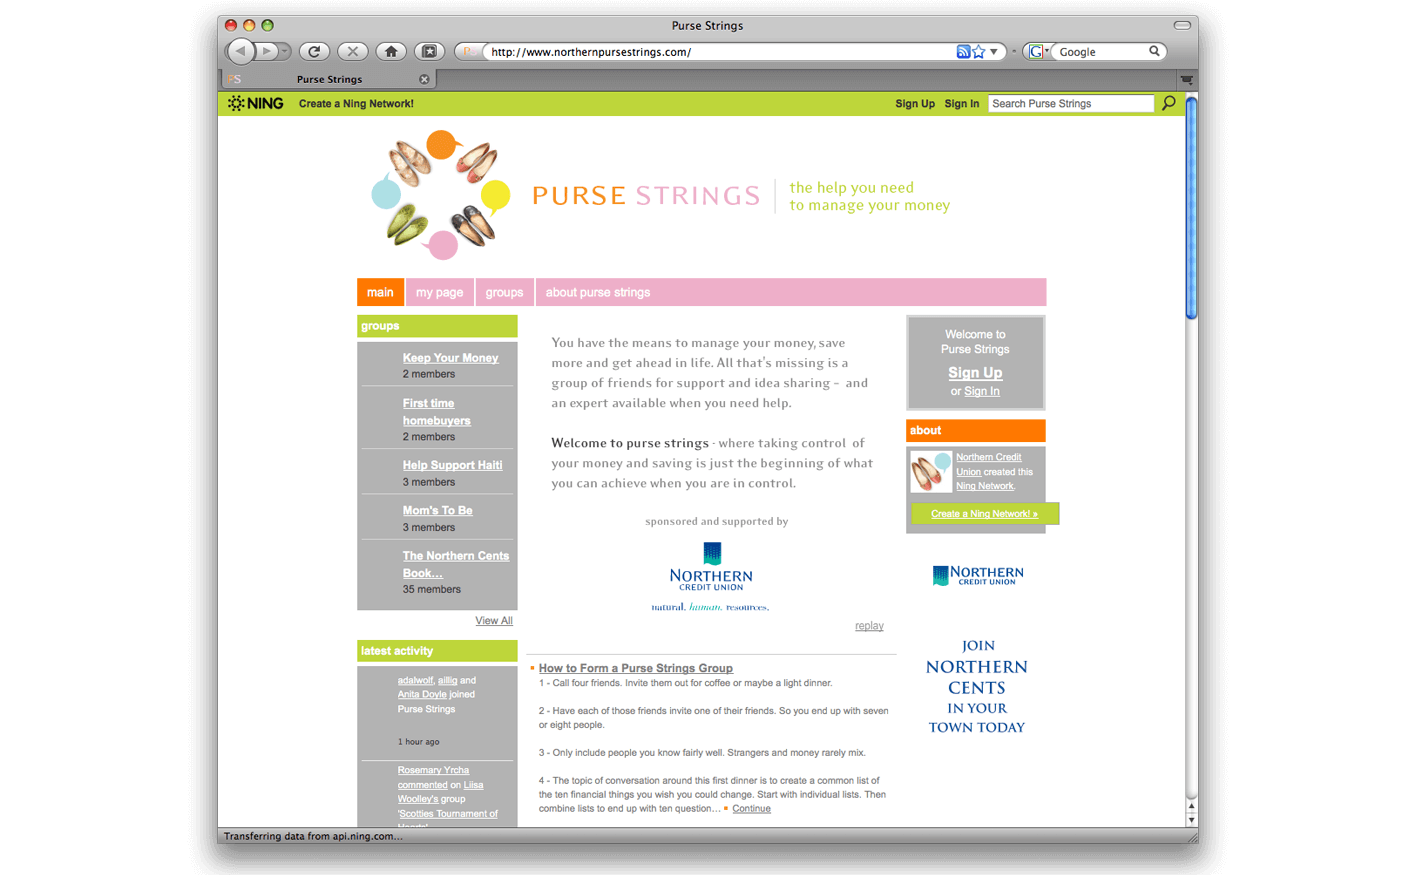 Purse Strings
http://www.northernpursestrings.com/
Google
PS
Purse Strings
NING
Create a Ning Network!
Sign Up
Sign In
Search Purse Strings
PURSE STRINGS
the help you need
to manage your money
main
my page
groups
about purse strings
groups
Keep Your Money
2 members
First time
homebuyers
2 members
Help Support Haiti
3 members
Mom's To Be
3 members
The Northern Cents
Book...
35 members
View All
latest activity
adalwolf, aillig and
Anita Doyle joined
Purse Strings
1 hour ago
Rosemary Yrcha
commented on Liisa
Woolley's group
'Scotties Tournament of
Hearts'
You have the means to manage your money, save
more and get ahead in life. All that's missing is a
group of friends for support and idea sharing – and
an expert available when you need help.
Welcome to purse strings - where taking control of
your money and saving is just the beginning of what
you can achieve when you are in control.
sponsored and supported by
NORTHERN
CREDIT UNION
natural. human. resources.
replay
How to Form a Purse Strings Group
1 - Call four friends. Invite them out for coffee or maybe a light dinner.
2 - Have each of those friends invite one of their friends. So you end up with seven
or eight people.
3 - Only include people you know fairly well. Strangers and money rarely mix.
4 - The topic of conversation around this first dinner is to create a common list of
the ten financial things you wish you could change. Start with individual lists. Then
combine lists to end up with ten question… Continue
Welcome to
Purse Strings
Sign Up
or Sign In
about
Northern Credit
Union created this
Ning Network.
Create a Ning Network! »
NORTHERN
CREDIT UNION
JOIN
NORTHERN
CENTS
IN YOUR
TOWN TODAY
Transferring data from api.ning.com...